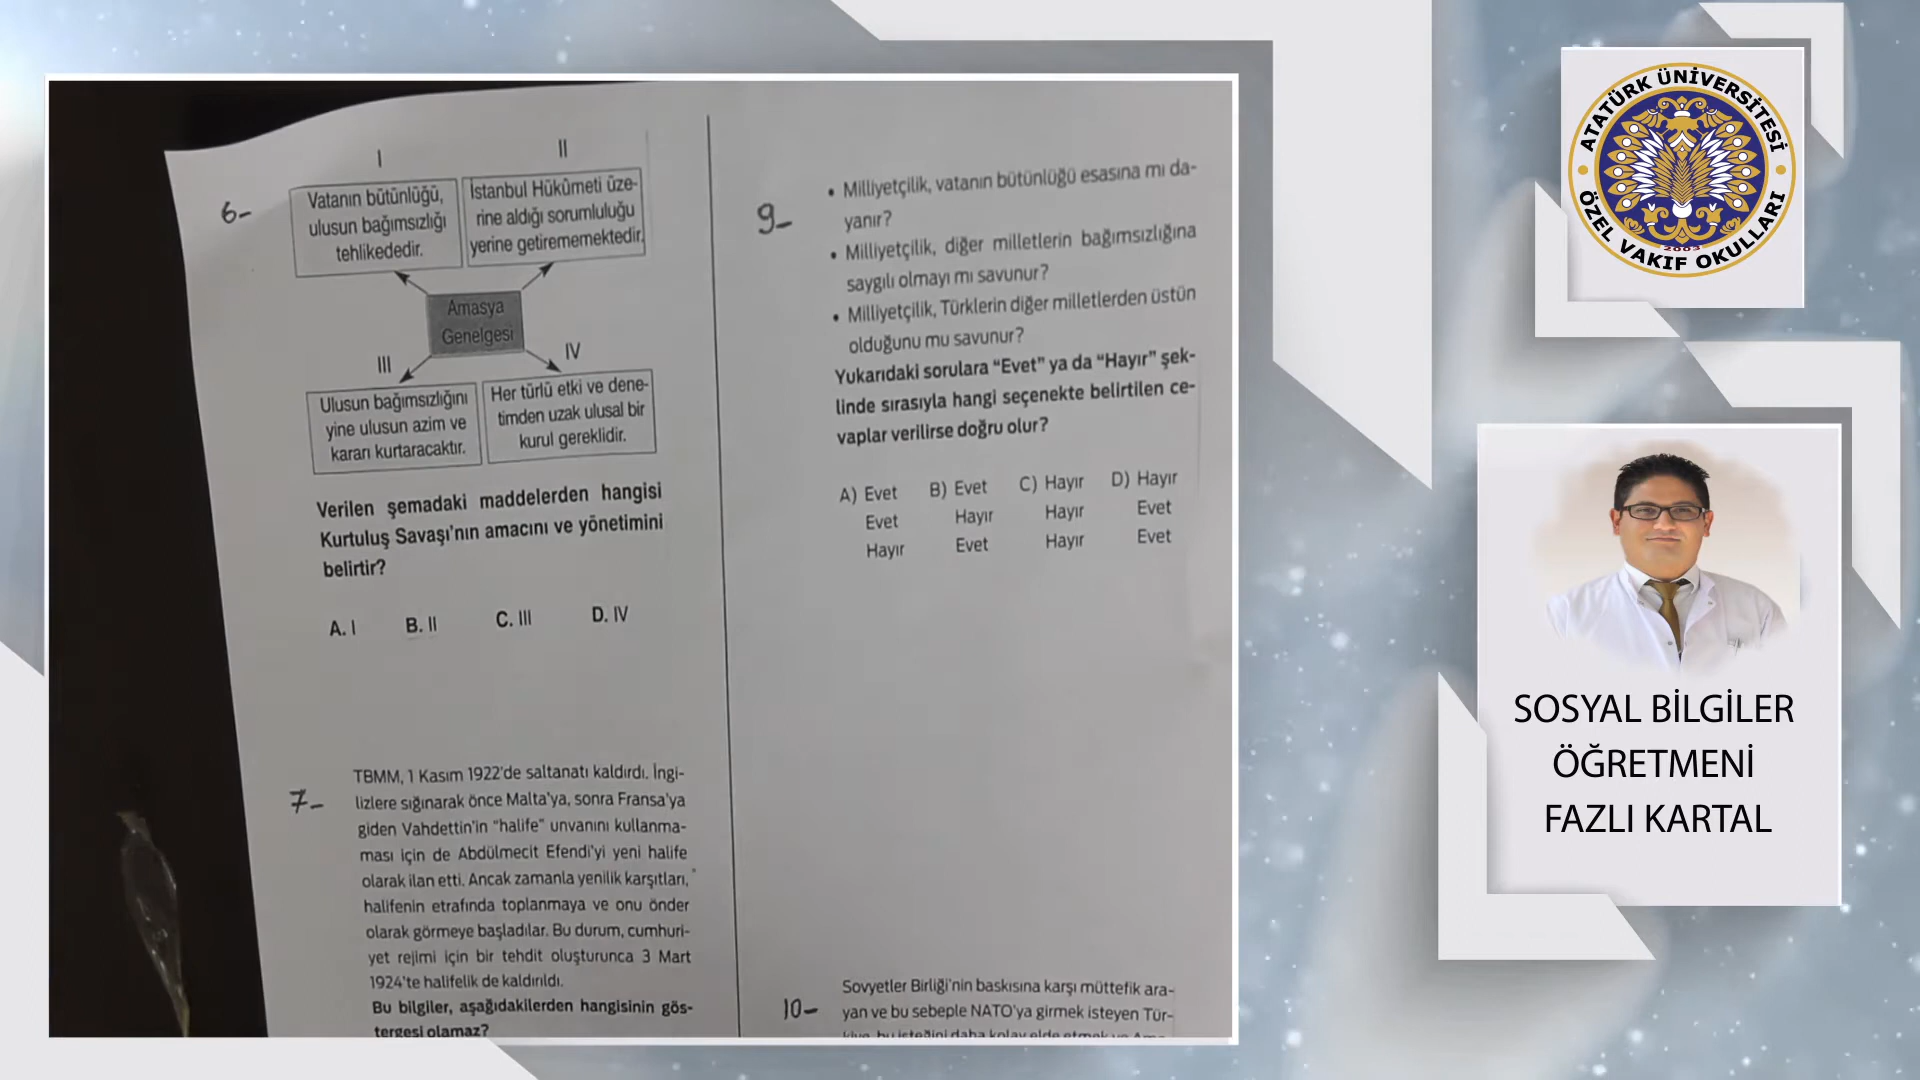 6-
I
Vatanın bütünlüğü,
ulusun bağımsızlığı
tehlikededir.
II
İstanbul Hükûmeti üze-
rine aldığı sorumluluğu
yerine getirememektedir.
Amasya
Genelgesi
III
Ulusun bağımsızlığını
yine ulusun azim ve
kararı kurtaracaktır.
IV
Her türlü etki ve dene-
timden uzak ulusal bir
kurul gereklidir.
Verilen şemadaki maddelerden hangisi
Kurtuluş Savaşı'nın amacını ve yönetimini
belirtir?
A. I B. II C. III D. IV
7-
TBMM, 1 Kasım 1922'de saltanatı kaldırdı. İngi-
lizlere sığınarak önce Malta'ya, sonra Fransa'ya
giden Vahdettin'in “halife” unvanını kullanma-
ması için de Abdülmecit Efendi'yi yeni halife
olarak ilan etti. Ancak zamanla yenilik karşıtları,
halifenin etrafında toplanmaya ve onu önder
olarak görmeye başladılar. Bu durum, cumhuri-
yet rejimi için bir tehdit oluşturunca 3 Mart
1924'te halifelik de kaldırıldı.
Bu bilgiler, aşağıdakilerden hangisinin gös-
tergesi olamaz?
9-
• Milliyetçilik, vatanın bütünlüğü esasına mı da-
yanır?
• Milliyetçilik, diğer milletlerin bağımsızlığına
saygılı olmayı mı savunur?
• Milliyetçilik, Türklerin diğer milletlerden üstün
olduğunu mu savunur?
Yukarıdaki sorulara “Evet” ya da “Hayır” şek-
linde sırasıyla hangi seçenekte belirtilen ce-
vaplar verilirse doğru olur?
A) Evet B) Evet C) Hayır D) Hayır
Evet Hayır Hayır Evet
Hayır Evet Hayır Evet
10-
Sovyetler Birliği'nin baskısına karşı müttefik ara-
yan ve bu sebeple NATO'ya girmek isteyen Tür-
kiye, bu isteğini daha kolay elde etmek
ATATÜRK ÜNİVERSİTESİ
ÖZEL VAKIF OKULLARI
2003
SOSYAL BİLGİLER
ÖĞRETMENİ
FAZLI KARTAL